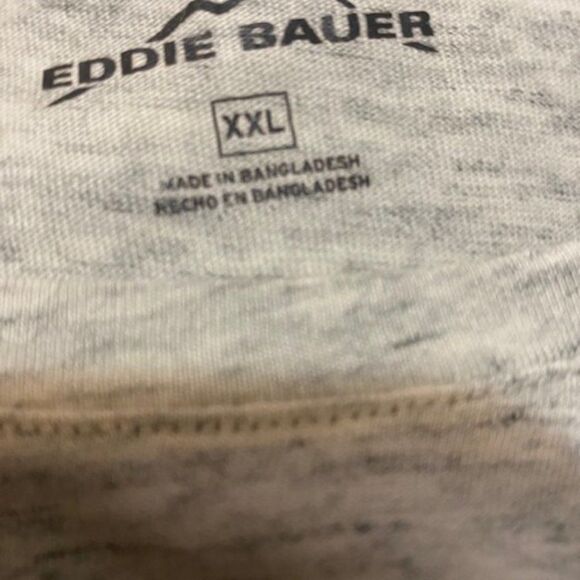 EDDIE BAUER
XXL
MADE IN BANGLADESH
HECHO EN BANGLADESH